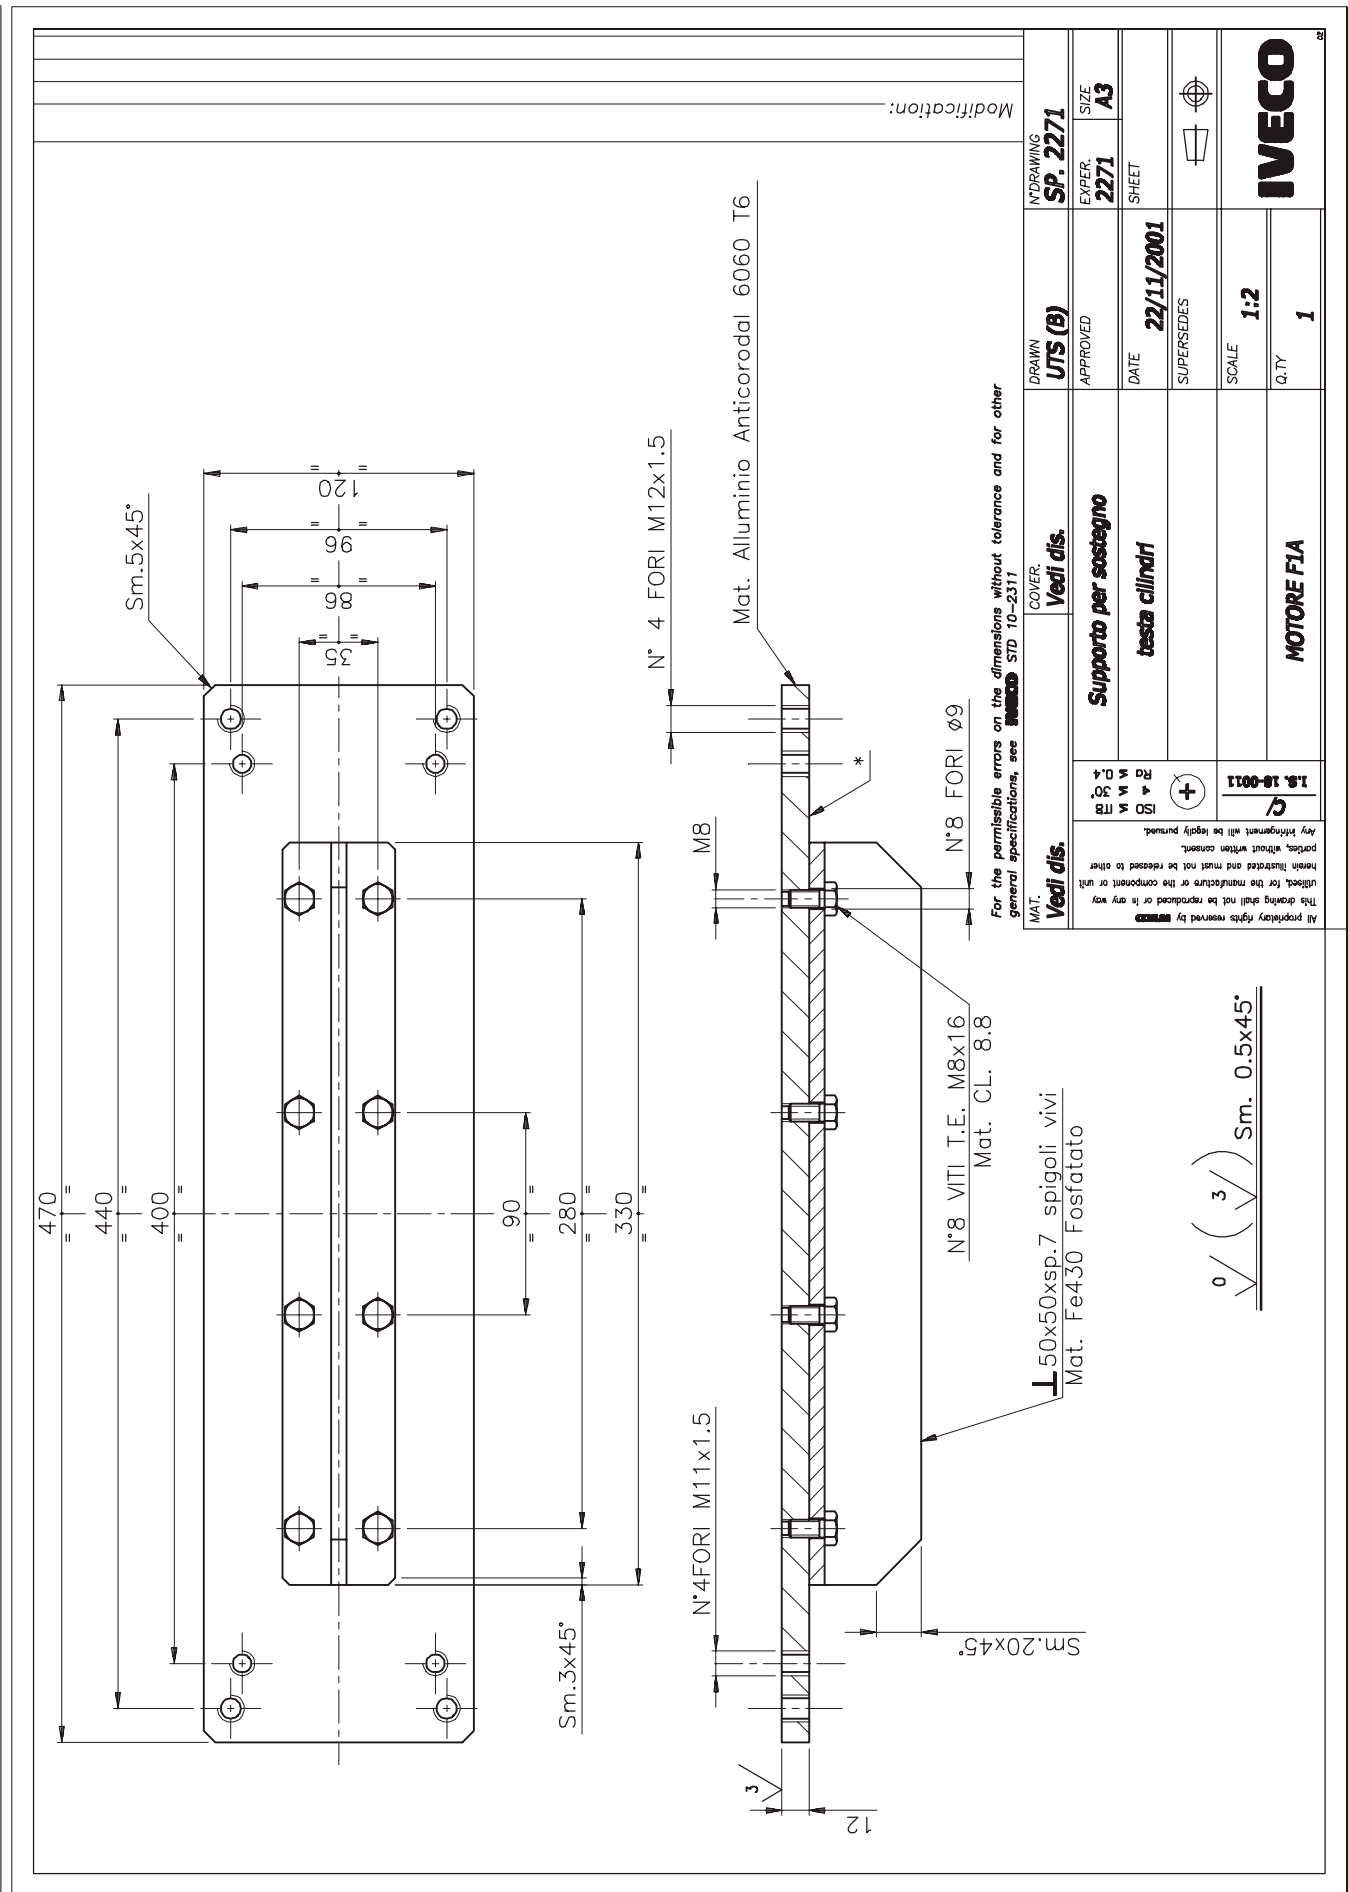 Modification:
Sm.5x45°
120
= =
96
= =
86
= =
35
= =
470
= =
440
= =
400
= =
90
= =
280
= =
330
= =
Sm.3x45°
N° 4 FORI M12x1.5
Mat. Alluminio Anticorodal 6060 T6
*
M8
N°8 FORI ø9
N°8 VITI T.E. M8x16
Mat. CL. 8.8
N°4FORI M11x1.5
50x50xsp.7 spigoli vivi
Mat. Fe430 Fosfatato
Sm.20x45°
3
12
0 3 Sm. 0.5x45°
For the permissible errors on the dimensions without tolerance and for other
general specifications, see STD 10-2311
MAT.
Vedi dis.
COVER.
Vedi dis.
DRAWN
UTS (B)
N°DRAWING
SP. 2271
Supporto per sostegno
testa cilindri
MOTORE F1A
APPROVED
EXPER.
2271
SIZE
A3
DATE
22/11/2001
SHEET
SUPERSEDES
SCALE
1:2
Q.TY
1
IVECO
02
30°
Ra 0.4
I.S. 18-0011
All proprietary rights reserved by
This drawing shall not be reproduced or in any way
utilised, for the manufacture or the component or unit
herein illustrated and must not be released to other
parties, without written consent.
Any infringement will be legally pursued.